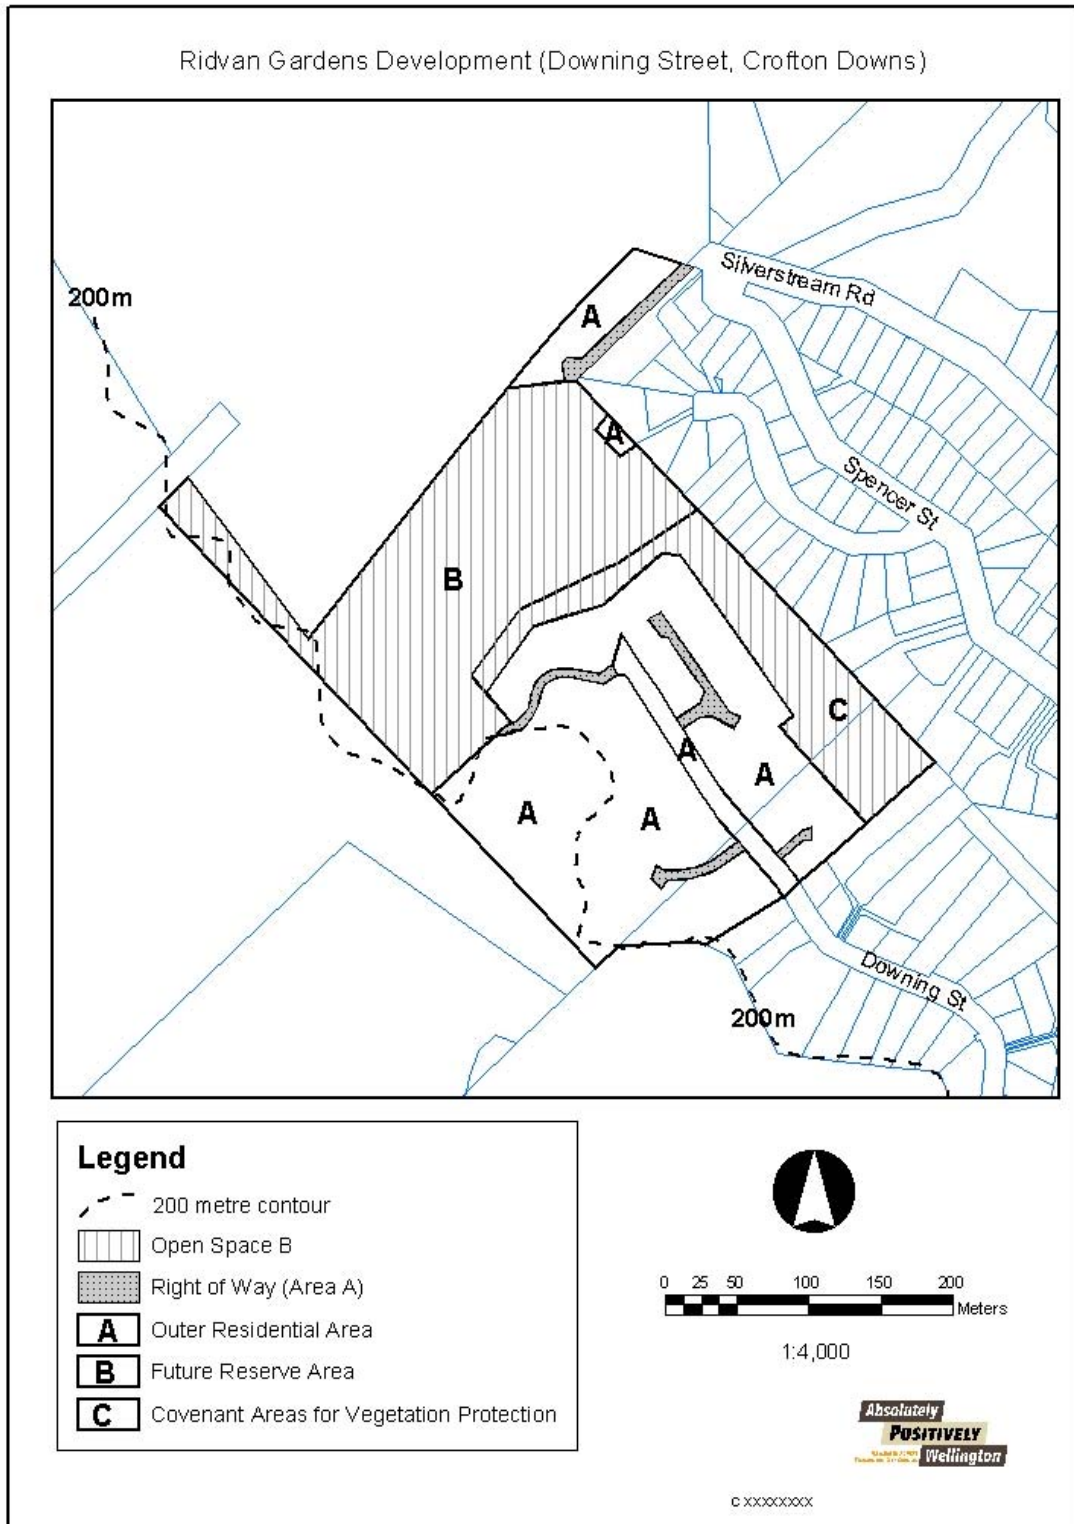 Ridvan Gardens Development (Downing Street, Crofton Downs)
Silverstream Rd
200m
A
A
Spencer St
B
C
A
A
A
A
Downing St
200m
Legend
200 metre contour
Open Space B
Right of Way (Area A)
A Outer Residential Area
B Future Reserve Area
C Covenant Areas for Vegetation Protection
0 25 50 100 150 200
Meters
1:4,000
Absolutely
POSITIVELY
Wellington
C XXXXXXXX